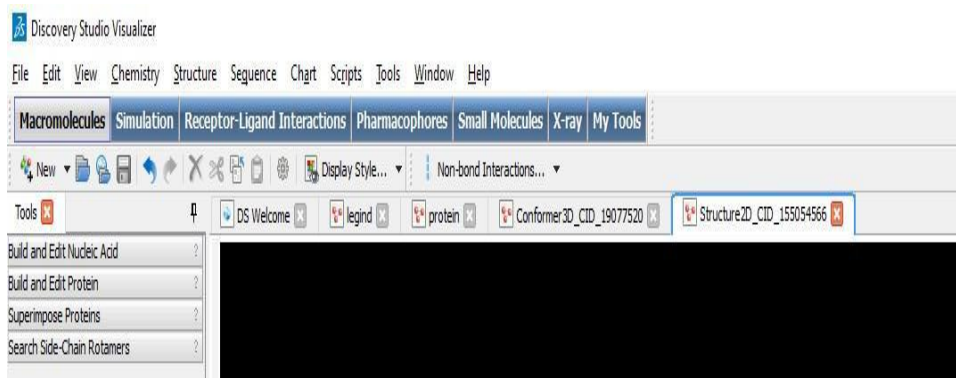 Discovery Studio Visualizer
File Edit View Chemistry Structure Sequence Chart Scripts Tools Window Help
Macromolecules Simulation Receptor-Ligand Interactions Pharmacophores Small Molecules X-ray My Tools
New Display Style... Non-bond Interactions...
Tools DS Welcome legind protein Conformer3D_CID_19077520 Structure2D_CID_155054566
Build and Edit Nucleic Acid ?
Build and Edit Protein ?
Superimpose Proteins ?
Search Side-Chain Rotamers ?